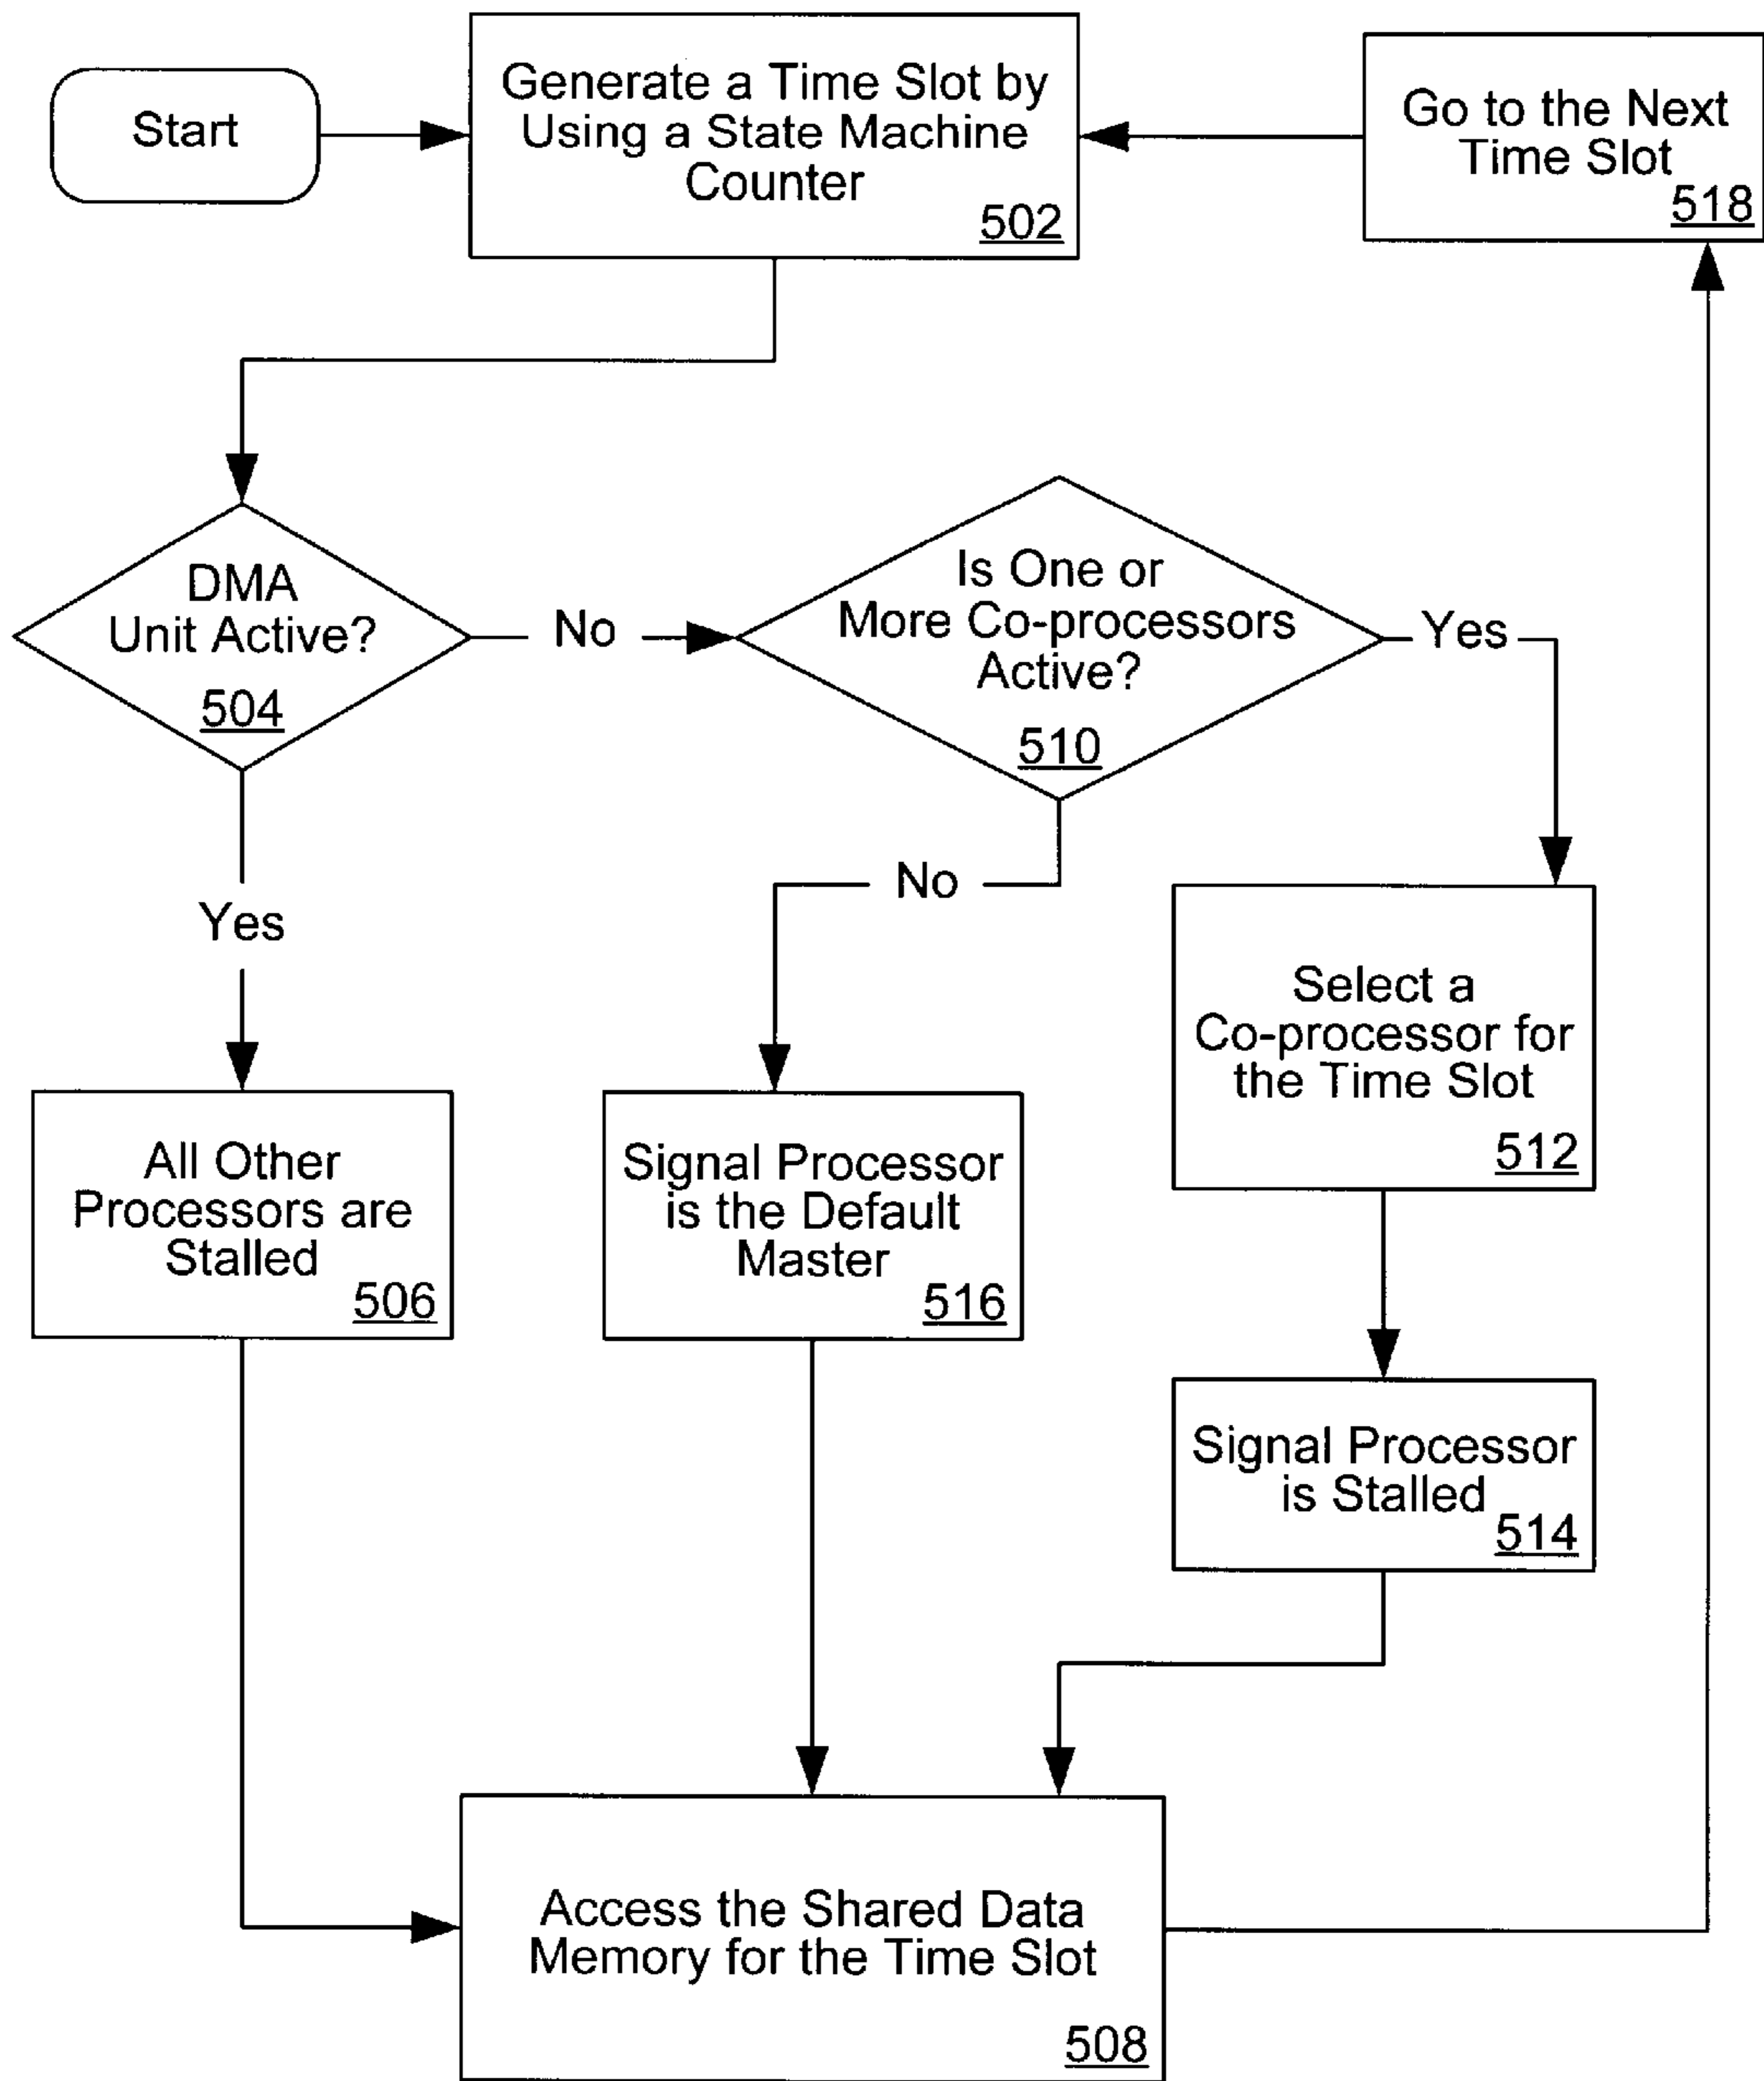 Start
Generate a Time Slot by
Using a State Machine
Counter
502
Go to the Next
Time Slot
518
DMA
Unit Active?
504
No
Is One or
More Co-processors
Active?
510
Yes
Yes
No
Select a
Co-processor for
the Time Slot
512
All Other
Processors are
Stalled
506
Signal Processor
is the Default
Master
516
Signal Processor
is Stalled
514
Access the Shared Data
Memory for the Time Slot
508